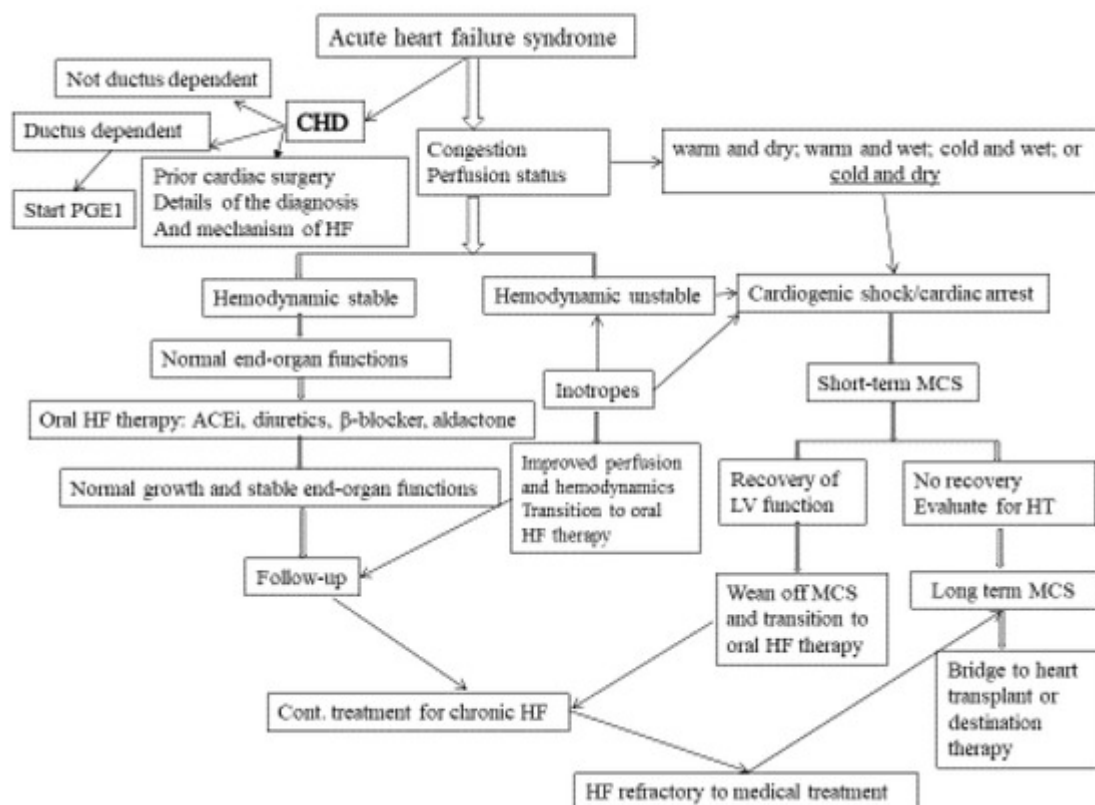 Acute heart failure syndrome
Not ductus dependent
CHD
Ductus dependent
Congestion
Perfusion status
warm and dry; warm and wet; cold and wet; or
cold and dry
Prior cardiac surgery
Details of the diagnosis
And mechanism of HF
Start PGE1
Hemodynamic stable
Hemodynamic unstable
Cardiogenic shock/cardiac arrest
Normal end-organ functions
Inotropes
Short-term MCS
Oral HF therapy: ACEi, diuretics, β-blocker, aldactone
Improved perfusion
and hemodynamics
Transition to oral
HF therapy
Recovery of
LV function
No recovery
Evaluate for HT
Normal growth and stable end-organ functions
Follow-up
Wean off MCS
and transition to
oral HF therapy
Long term MCS
Bridge to heart
transplant or
destination
therapy
Cont. treatment for chronic HF
HF refractory to medical treatment